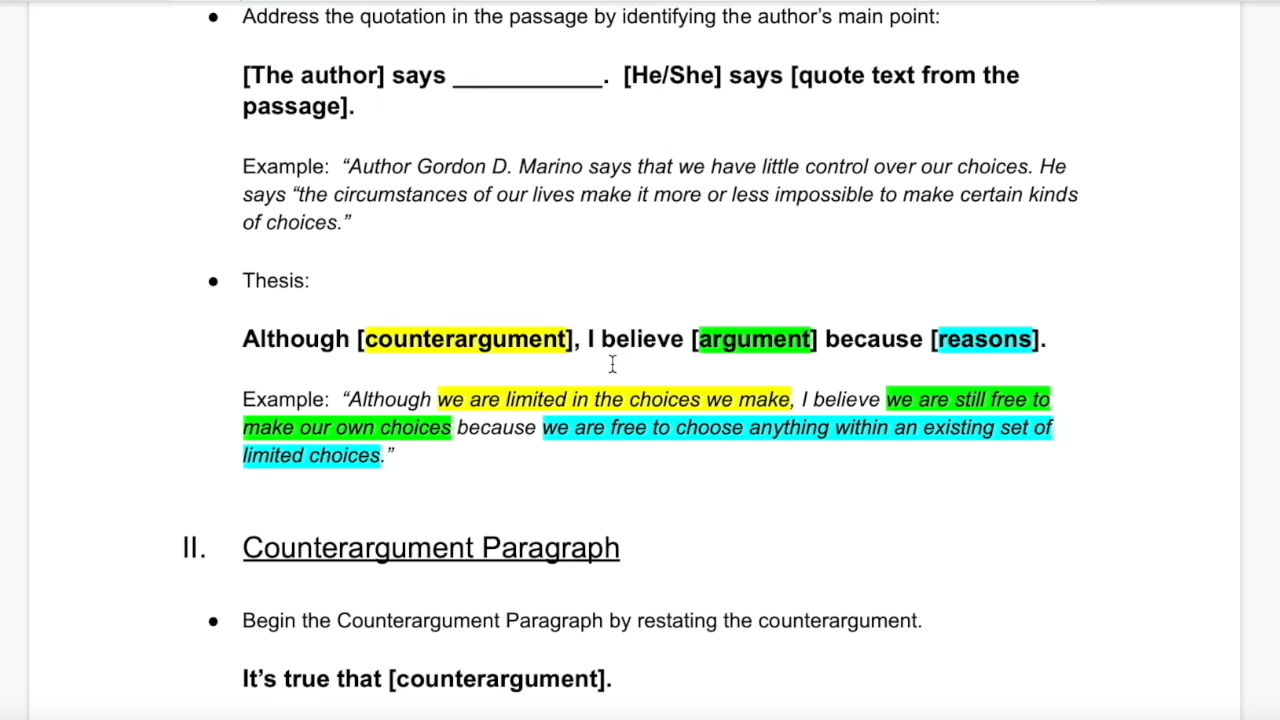 ● Address the quotation in the passage by identifying the author’s main point:
[The author] says ___________. [He/She] says [quote text from the
passage].
Example: “Author Gordon D. Marino says that we have little control over our choices. He
says “the circumstances of our lives make it more or less impossible to make certain kinds
of choices.”
● Thesis:
Although [counterargument], I believe [argument] because [reasons].
Example: “Although we are limited in the choices we make, I believe we are still free to
make our own choices because we are free to choose anything within an existing set of
limited choices.”
II. Counterargument Paragraph
● Begin the Counterargument Paragraph by restating the counterargument.
It’s true that [counterargument].